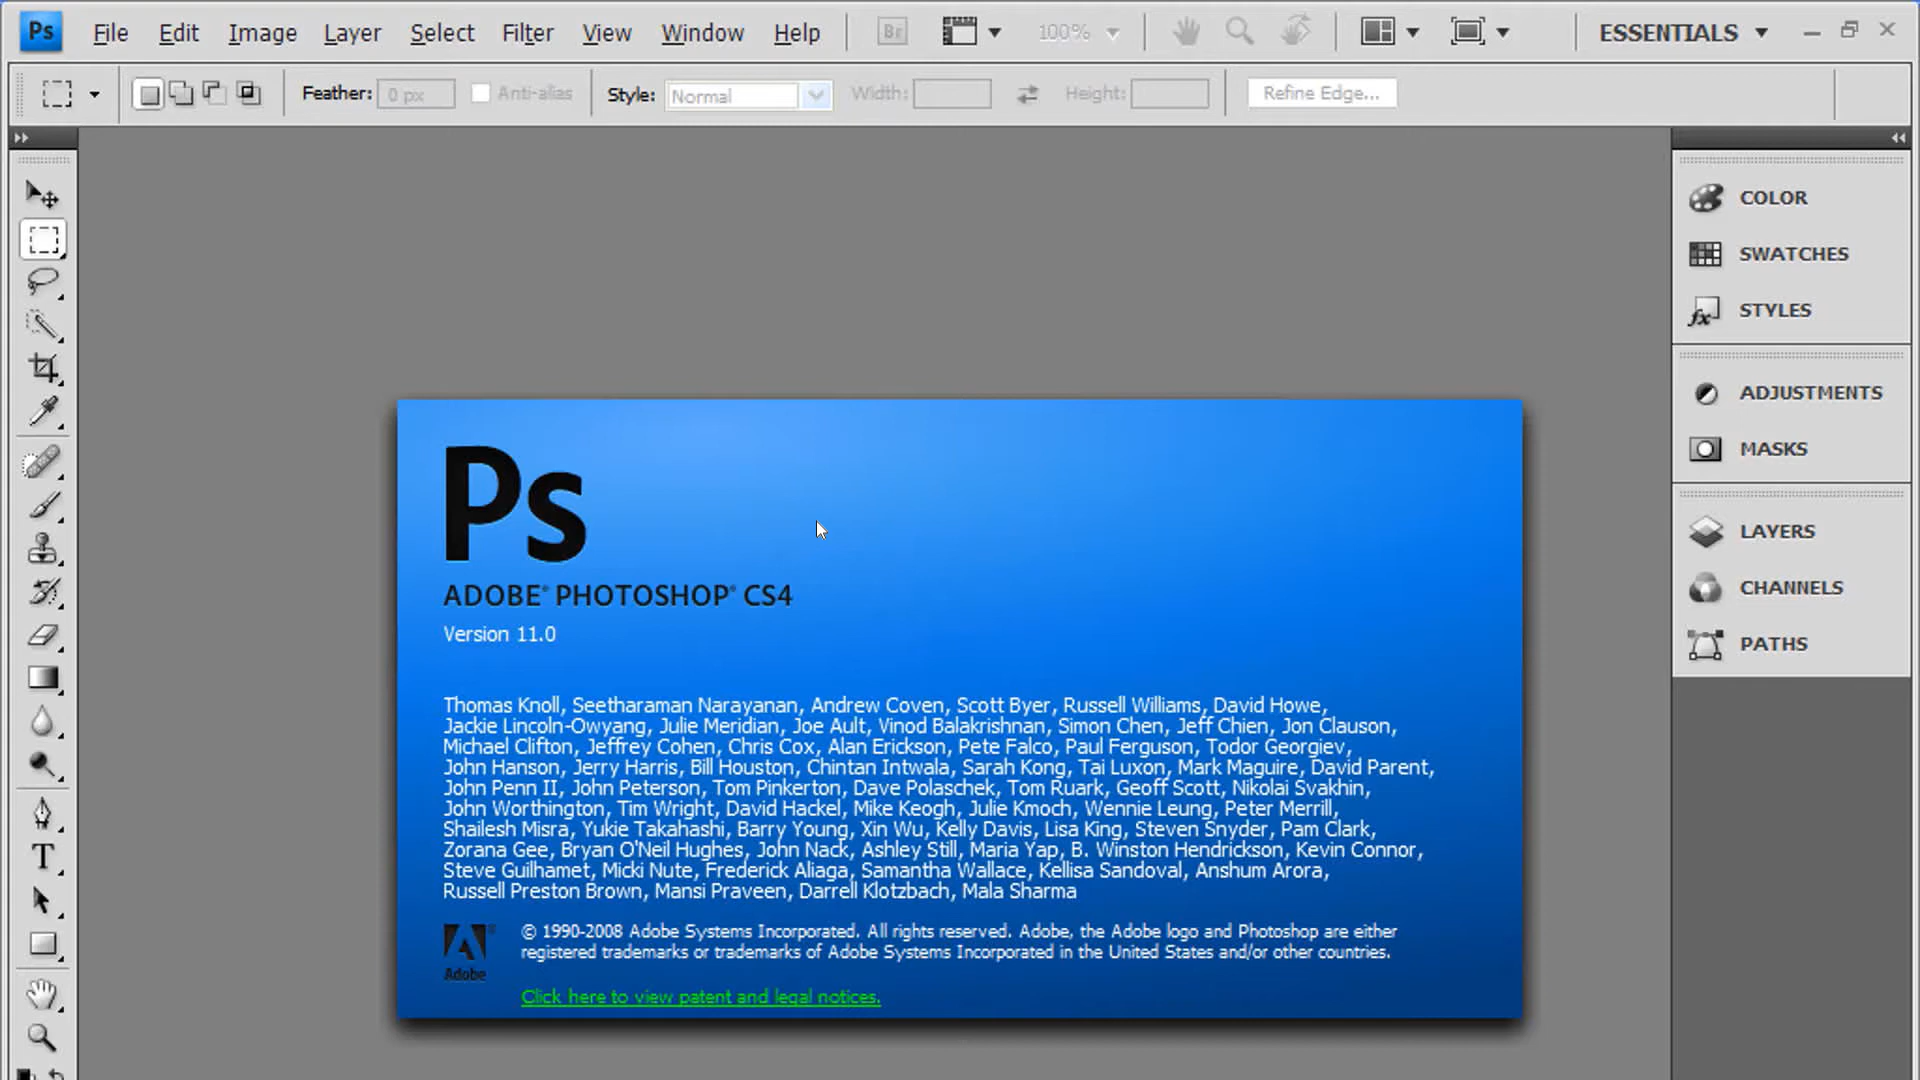 Ps File Edit Image Layer Select Filter View Window Help Br 100% ESSENTIALS
Feather: 0 px Anti-alias Style: Normal Width: Height: Refine Edge...
COLOR
SWATCHES
STYLES
ADJUSTMENTS
MASKS
LAYERS
CHANNELS
PATHS
T
Ps
ADOBE® PHOTOSHOP® CS4
Version 11.0
Thomas Knoll, Seetharaman Narayanan, Andrew Coven, Scott Byer, Russell Williams, David Howe,
Jackie Lincoln-Owyang, Julie Meridian, Joe Ault, Vinod Balakrishnan, Simon Chen, Jeff Chien, Jon Clauson,
Michael Clifton, Jeffrey Cohen, Chris Cox, Alan Erickson, Pete Falco, Paul Ferguson, Todor Georgiev,
John Hanson, Jerry Harris, Bill Houston, Chintan Intwala, Sarah Kong, Tai Luxon, Mark Maguire, David Parent,
John Penn II, John Peterson, Tom Pinkerton, Dave Polaschek, Tom Ruark, Geoff Scott, Nikolai Svakhin,
John Worthington, Tim Wright, David Hackel, Mike Keogh, Julie Kmoch, Wennie Leung, Peter Merrill,
Shailesh Misra, Yukie Takahashi, Barry Young, Xin Wu, Kelly Davis, Lisa King, Steven Snyder, Pam Clark,
Zorana Gee, Bryan O'Neil Hughes, John Nack, Ashley Still, Maria Yap, B. Winston Hendrickson, Kevin Connor,
Steve Guilhamet, Micki Nute, Frederick Aliaga, Samantha Wallace, Kellisa Sandoval, Anshum Arora,
Russell Preston Brown, Mansi Praveen, Darrell Klotzbach, Mala Sharma
© 1990-2008 Adobe Systems Incorporated. All rights reserved. Adobe, the Adobe logo and Photoshop are either
registered trademarks or trademarks of Adobe Systems Incorporated in the United States and/or other countries.
Adobe
Click here to view patent and legal notices.